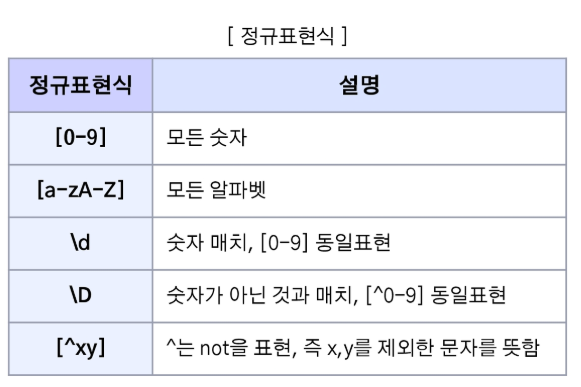 [ 정규표현식 ]
정규표현식 설명
[0-9] 모든 숫자
[a-zA-Z] 모든 알파벳
\d 숫자 매치, [0-9] 동일표현
\D 숫자가 아닌 것과 매치, [^0-9] 동일표현
[^xy] ^는 not을 표현, 즉 x,y를 제외한 문자를 뜻함